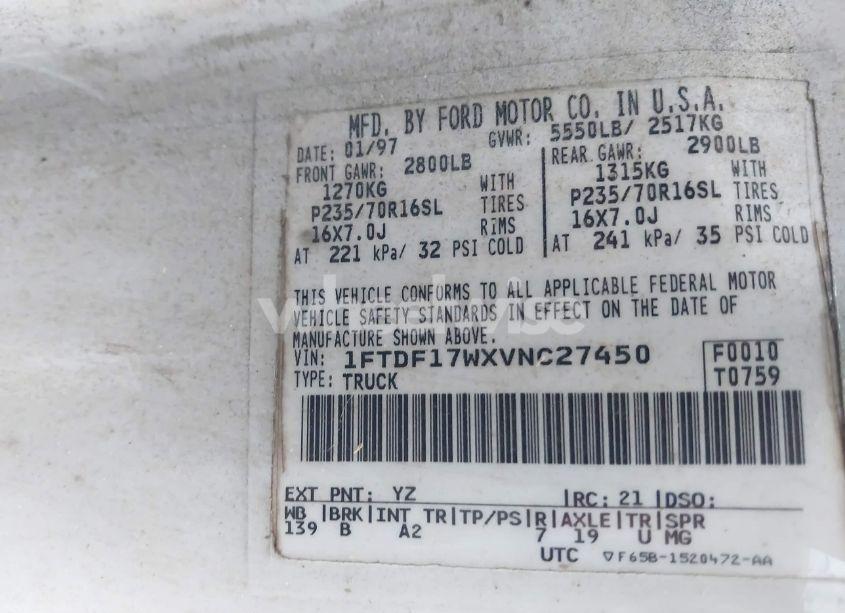 MFD. BY FORD MOTOR CO. IN U.S.A.
DATE: 01/97 GVWR: 5550LB/ 2517KG
FRONT GAWR: 2800LB REAR GAWR: 2900LB
1270KG WITH 1315KG WITH
P235/70R16SL TIRES P235/70R16SL TIRES
16X7.0J RIMS 16X7.0J RIMS
AT 221 kPa/ 32 PSI COLD AT 241 kPa/ 35 PSI COLD
THIS VEHICLE CONFORMS TO ALL APPLICABLE FEDERAL MOTOR
VEHICLE SAFETY STANDARDS IN EFFECT ON THE DATE OF
MANUFACTURE SHOWN ABOVE.
VIN: 1FTDF17WXVNC27450 F0010
TYPE: TRUCK T0759
EXT PNT: YZ RC: 21 DSO:
WB BRK INT TR TP/PS R AXLE TR SPR
139 B A2 7 19 U MG
UTC ▽F65B-1520472-AA